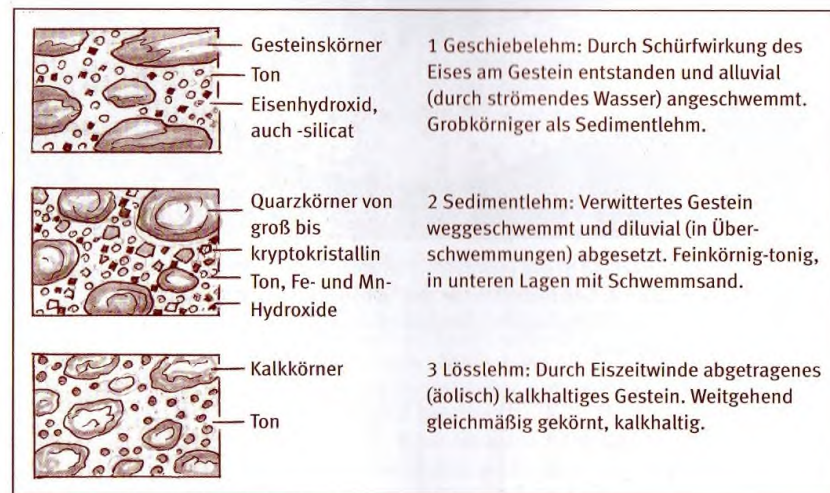 Gesteinskörner
Ton
Eisenhydroxid,
auch -silicat
1 Geschiebelehm: Durch Schürfwirkung des
Eises am Gestein entstanden und alluvial
(durch strömendes Wasser) angeschwemmt.
Grobkörniger als Sedimentlehm.
Quarzkörner von
groß bis
kryptokristallin
Ton, Fe- und Mn-
Hydroxide
2 Sedimentlehm: Verwittertes Gestein
weggeschwemmt und diluvial (in Über-
schwemmungen) abgesetzt. Feinkörnig-tonig,
in unteren Lagen mit Schwemmsand.
Kalkkörner
Ton
3 Lösslehm: Durch Eiszeitwinde abgetragenes
(äolisch) kalkhaltiges Gestein. Weitgehend
gleichmäßig gekörnt, kalkhaltig.